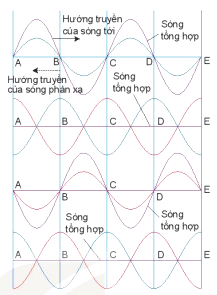 Hướng truyền
của sóng tới
Sóng
tổng hợp
A B C D E
Hướng truyền
của sóng phản xạ
Sóng
tổng hợp
A B C D E
A B C D E
Sóng
tổng hợp
Sóng
tổng hợp
A B C D E